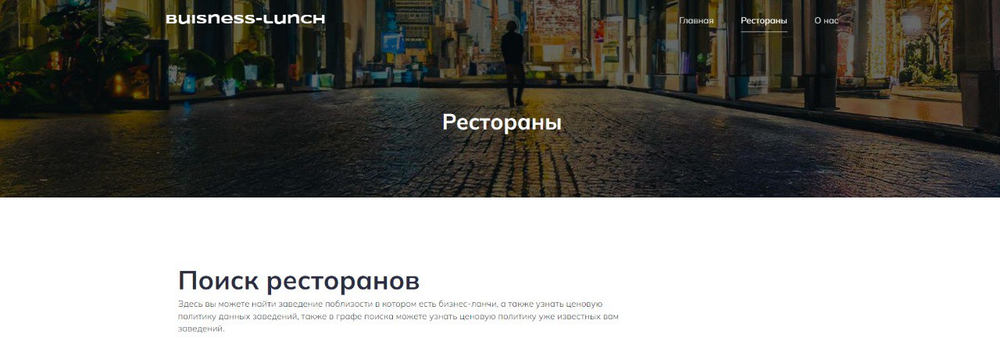 BUISNESS-LUNCH
Главная Рестораны О нас
Рестораны
Поиск ресторанов
Здесь вы можете найти заведение поблизости в котором есть бизнес-ланчи, а также узнать ценовую
политику данных заведений, также в графе поиска можете узнать ценовую политику уже известных вам
заведений.